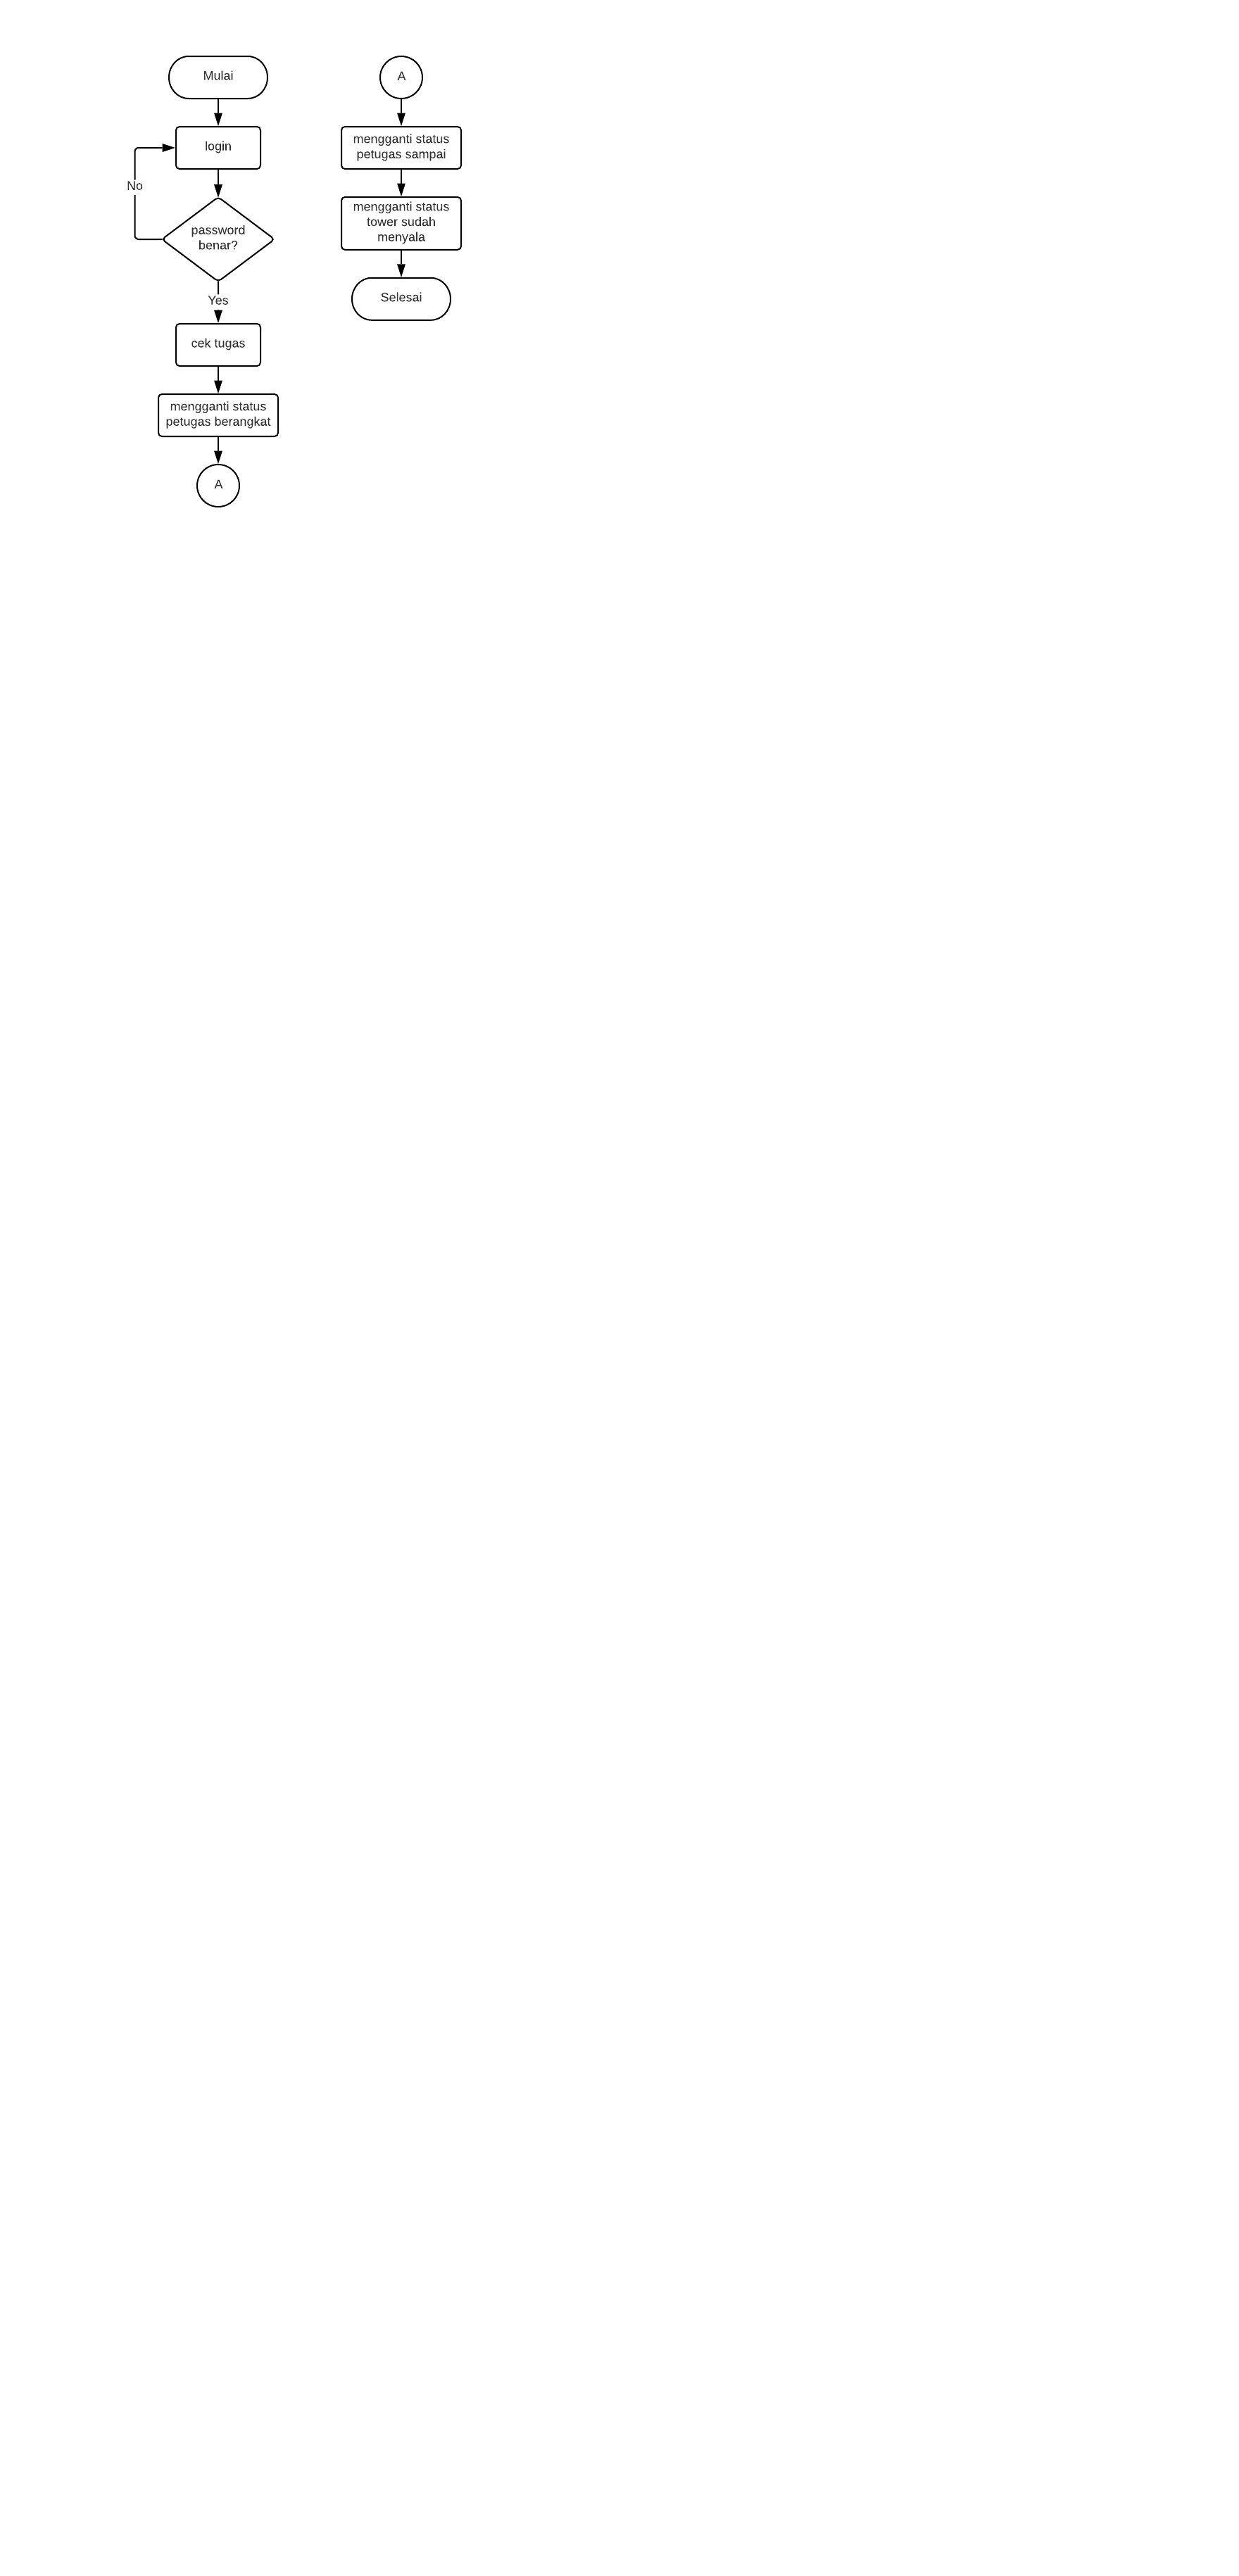 Mulai
login
No
password
benar?
Yes
cek tugas
mengganti status
petugas berangkat
A
A
mengganti status
petugas sampai
mengganti status
tower sudah
menyala
Selesai